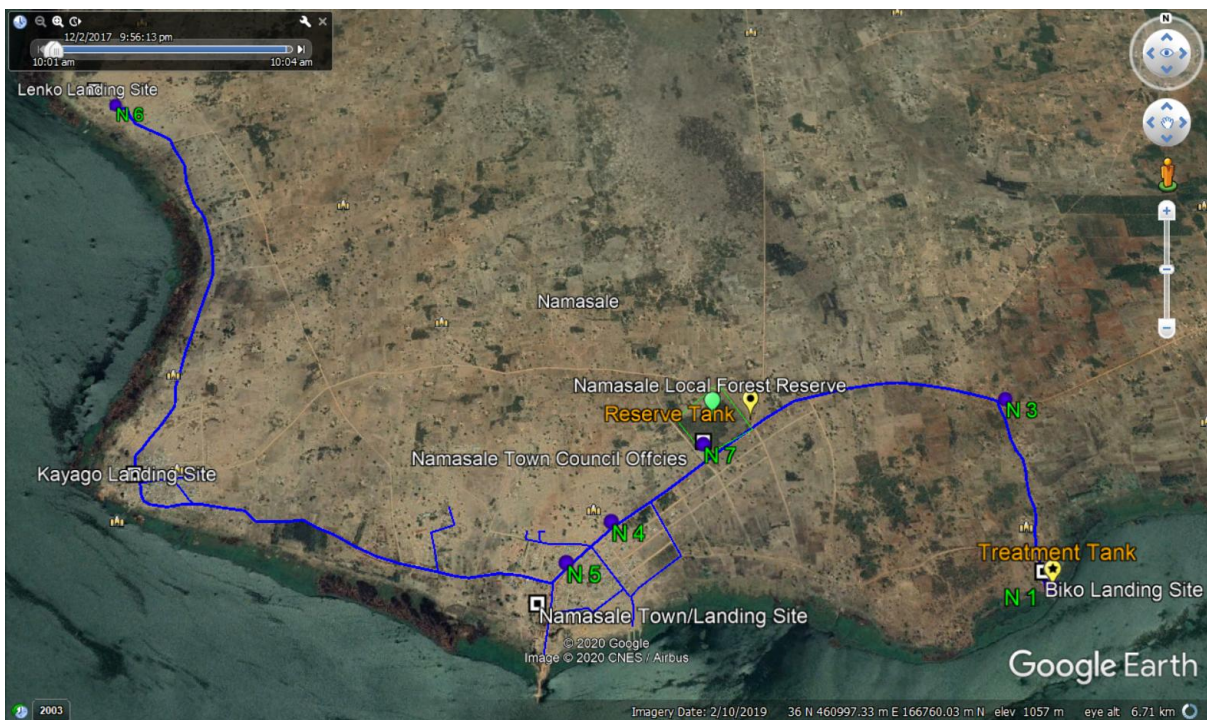 12/2/2017 9:56:13 pm
10:01 am
10:04 am
N
Lenko Landing Site
N 6
Namasale
Namasale Local Forest Reserve
Reserve Tank
N 3
N 7
Namasale Town Council Offcies
Kayago Landing Site
N 4
Treatment Tank
N 5
N 1
Biko Landing Site
Namasale Town/Landing Site
© 2020 Google
Image © 2020 CNES / Airbus
Google Earth
2003
Imagery Date: 2/10/2019 36 N 460997.33 m E 166760.03 m N elev 1057 m eye alt 6.71 km